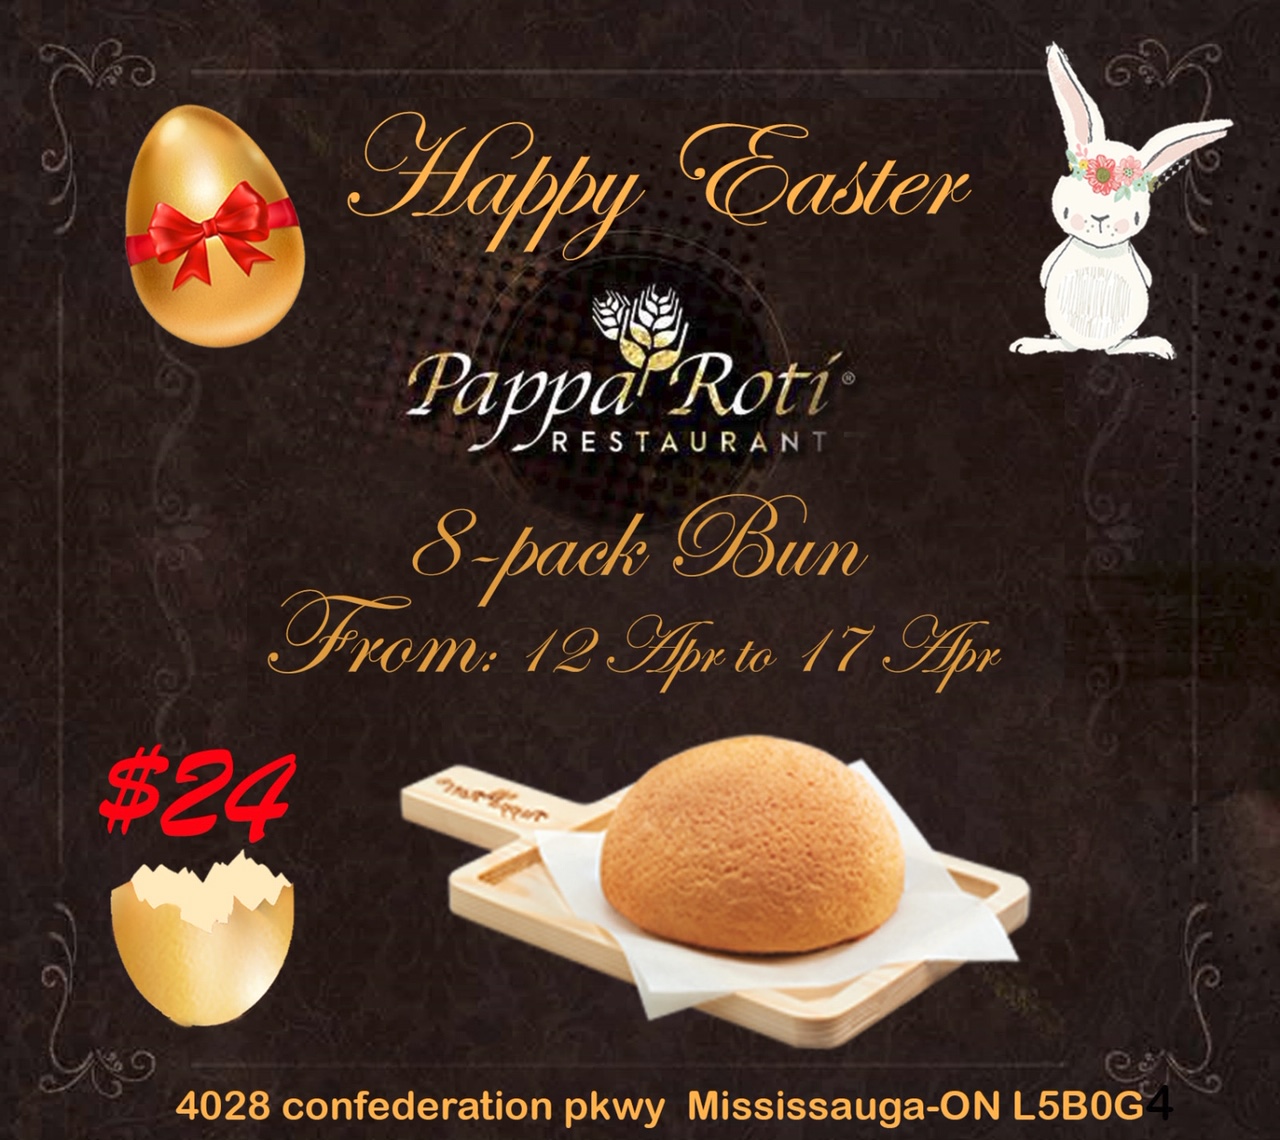 Happy Easter
Pappa Roti®
RESTAURANT
8-pack Bun
From: 12 Apr to 17 Apr
$24
4028 confederation pkwy Mississauga-ON L5B0G4